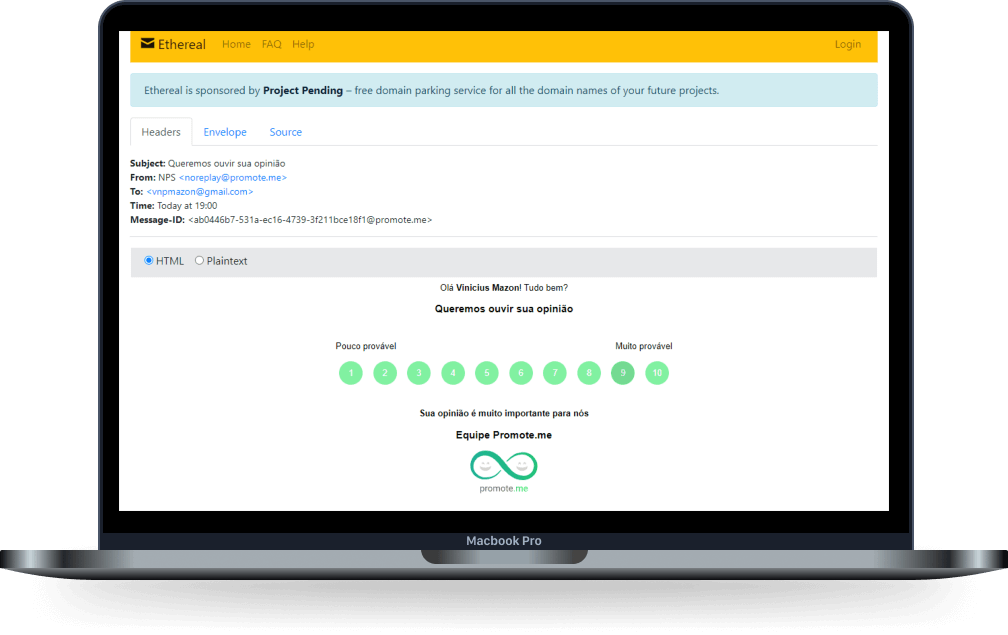 Ethereal Home FAQ Help Login
Ethereal is sponsored by Project Pending – free domain parking service for all the domain names of your future projects.
Headers Envelope Source
Subject: Queremos ouvir sua opinião
From: NPS <noreplay@promote.me>
To: <vnpmazon@gmail.com>
Time: Today at 19:00
Message-ID: <ab0446b7-531a-ec16-4739-3f211bce18f1@promote.me>
HTML Plaintext
Olá Vinicius Mazon! Tudo bem?
Queremos ouvir sua opinião
Pouco provável Muito provável
1 2 3 4 5 6 7 8 9 10
Sua opinião é muito importante para nós
Equipe Promote.me
promote.me
Macbook Pro